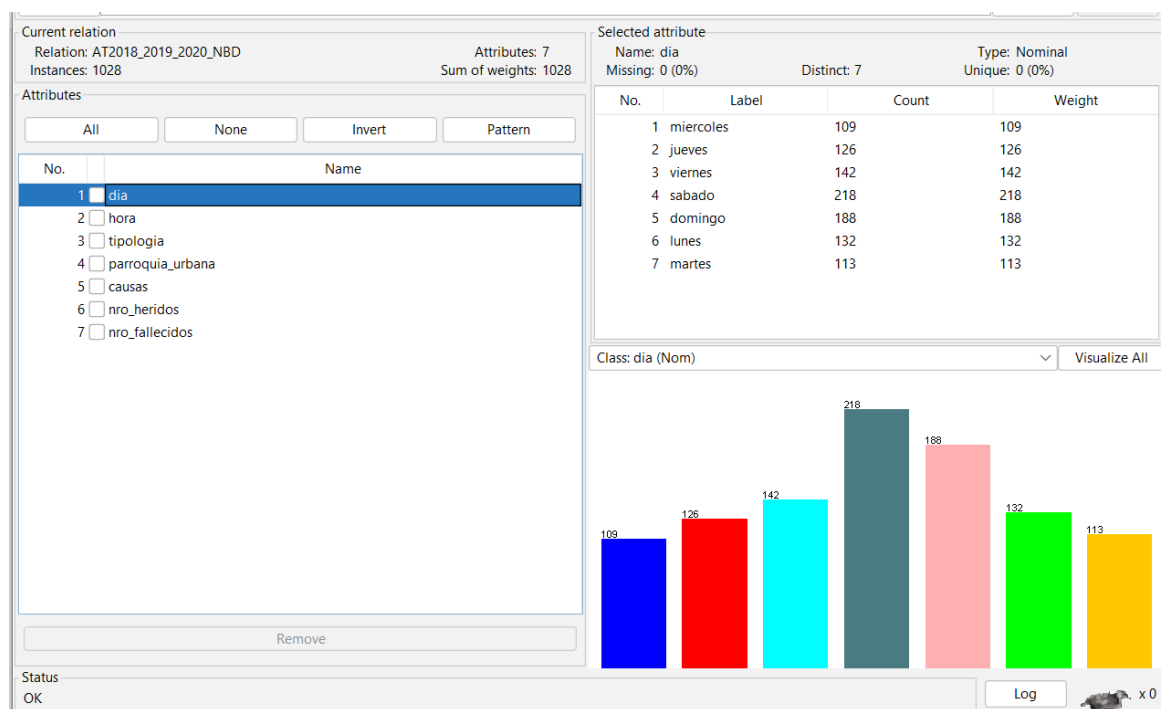 Current relation
Relation: AT2018_2019_2020_NBD Attributes: 7
Instances: 1028 Sum of weights: 1028
Attributes
All None Invert Pattern
No. Name
1 dia
2 hora
3 tipologia
4 parroquia_urbana
5 causas
6 nro_heridos
7 nro_fallecidos
Remove
Selected attribute
Name: dia Type: Nominal
Missing: 0 (0%) Distinct: 7 Unique: 0 (0%)
No. Label Count Weight
1 miercoles 109 109
2 jueves 126 126
3 viernes 142 142
4 sabado 218 218
5 domingo 188 188
6 lunes 132 132
7 martes 113 113
Class: dia (Nom) Visualize All
109 126 142 218 188 132 113
Status
OK
Log x 0